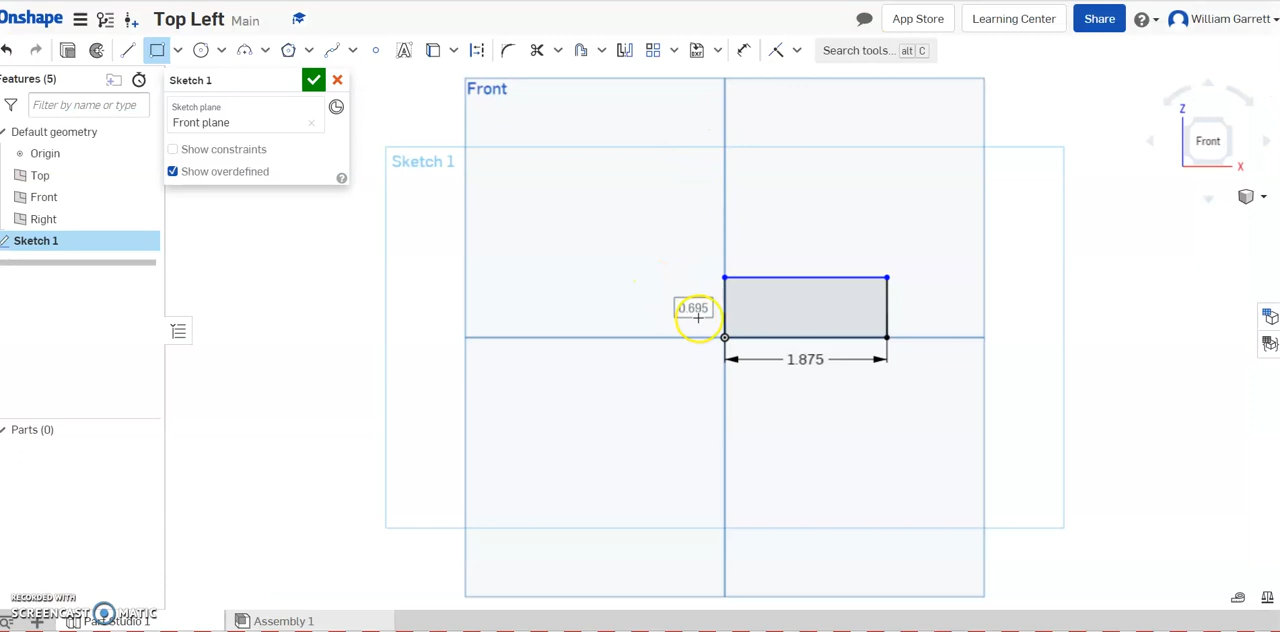 Onshape
Top Left Main
App Store
Learning Center
Share
William Garrett
Search tools... alt C
Features (5)
Filter by name or type
Default geometry
Origin
Top
Front
Right
Sketch 1
Parts (0)
Sketch 1
Sketch plane
Front plane
Show constraints
Show overdefined
Front
Sketch 1
0.695
1.875
Z
Front
X
RECORDED WITH
SCREENCAST MATIC
Part Studio 1
Assembly 1